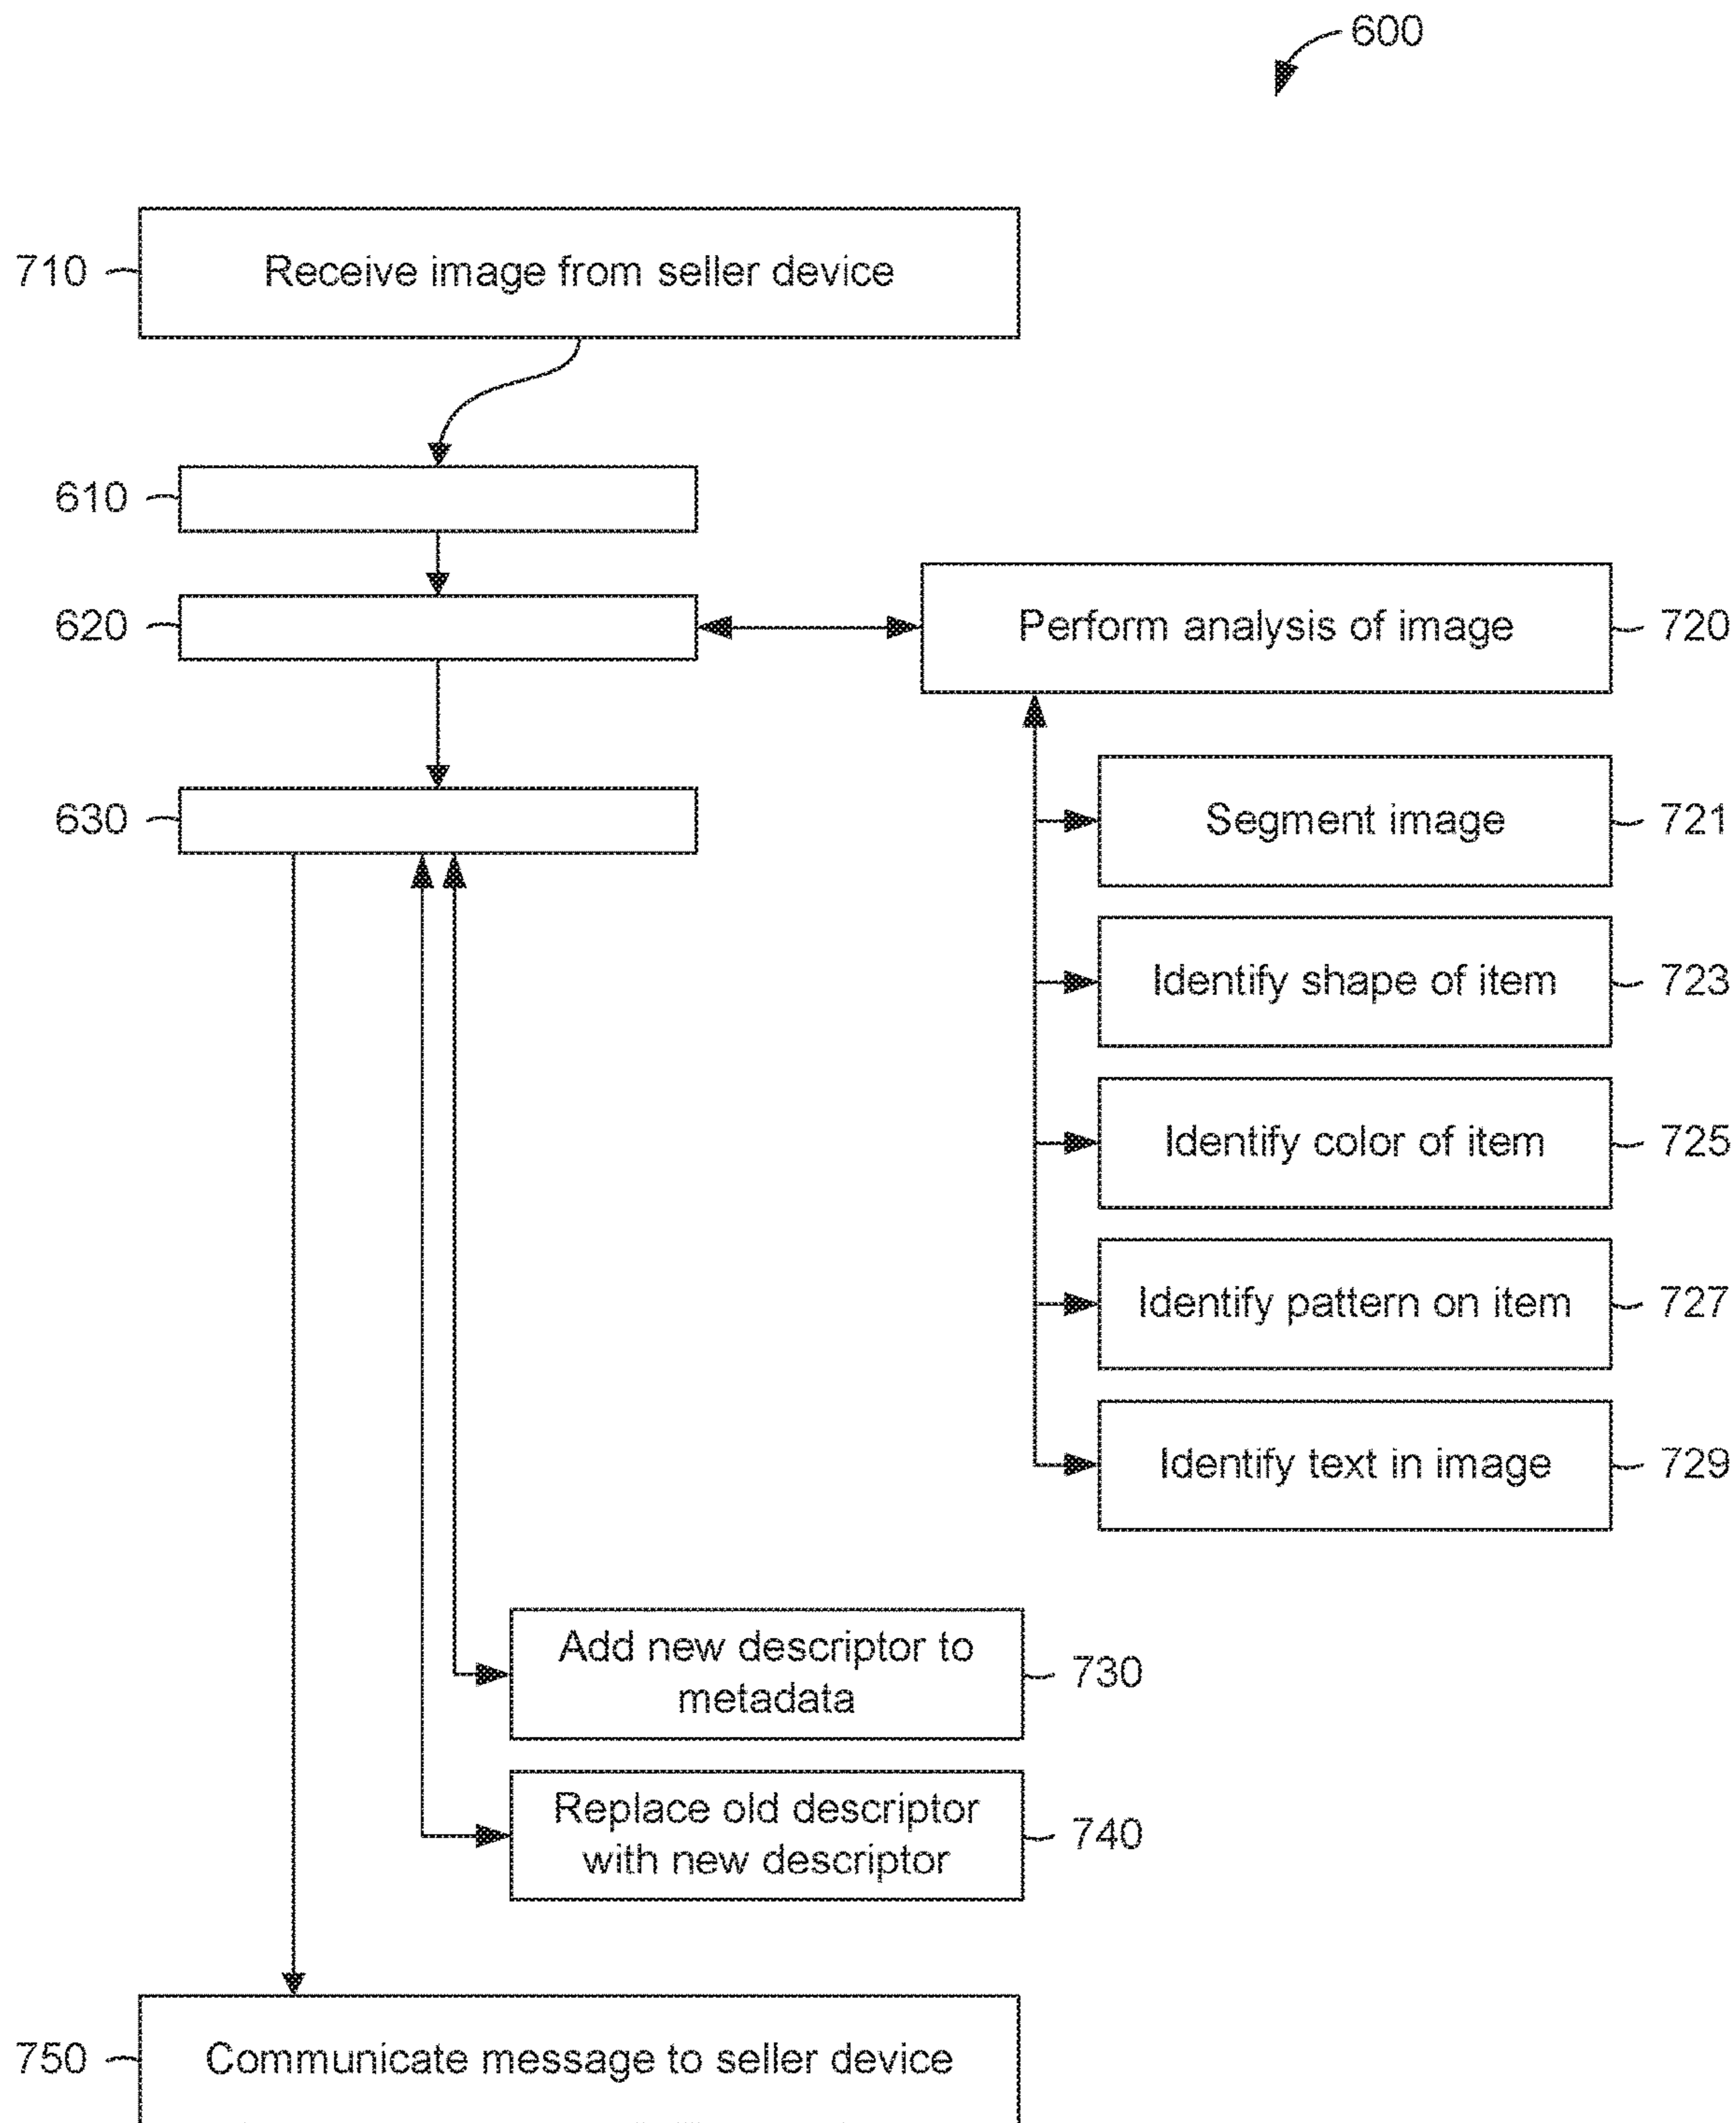 600
710 Receive image from seller device
610
620
Perform analysis of image 720
630
Segment image 721
Identify shape of item 723
Identify color of item 725
Identify pattern on item 727
Identify text in image 729
Add new descriptor to
metadata
730
Replace old descriptor
with new descriptor
740
750 Communicate message to seller device